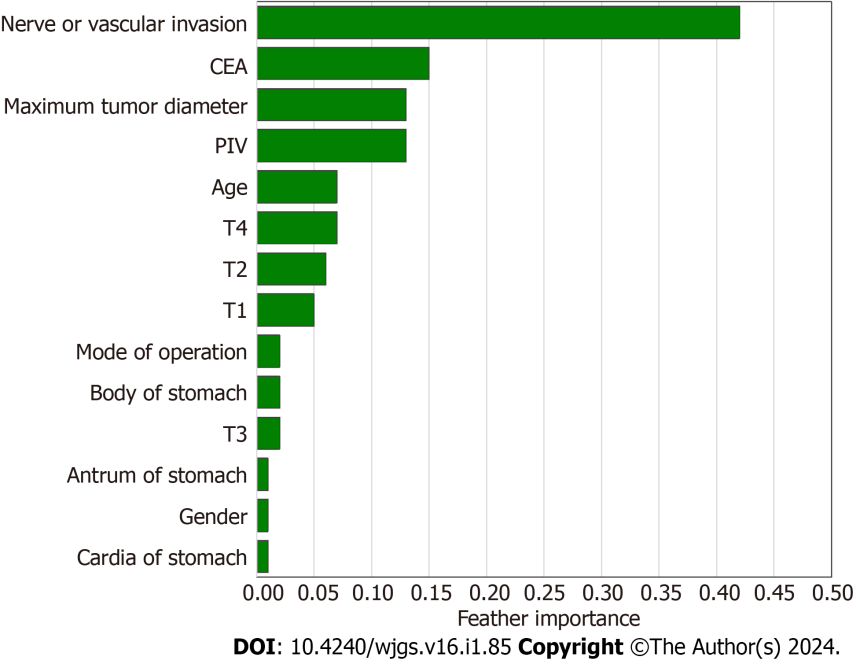 Nerve or vascular invasion
CEA
Maximum tumor diameter
PIV
Age
T4
T2
T1
Mode of operation
Body of stomach
T3
Antrum of stomach
Gender
Cardia of stomach
0.00 0.05 0.10 0.15 0.20 0.25 0.30 0.35 0.40 0.45 0.50
Feather importance
DOI: 10.4240/wjgs.v16.i1.85 Copyright ©The Author(s) 2024.